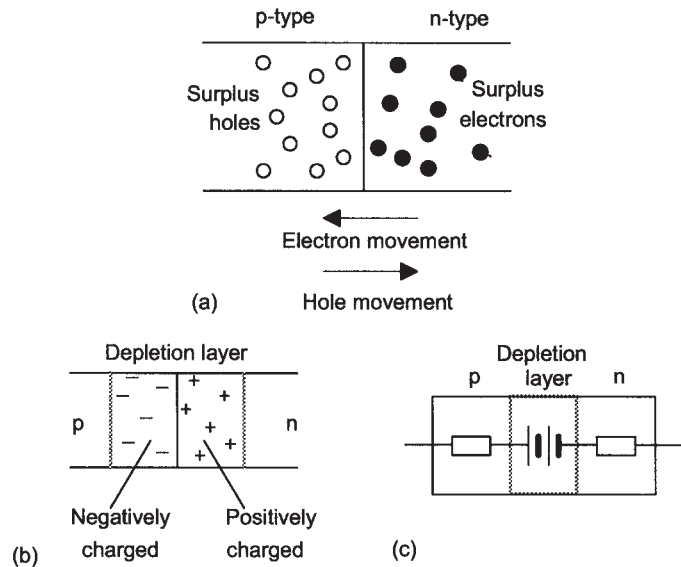 p-type
n-type
Surplus
holes
Surplus
electrons
Electron movement
(a)
Hole movement
Depletion layer
p
n
Negatively
charged
Positively
charged
(b)
Depletion
p
layer
n
(c)